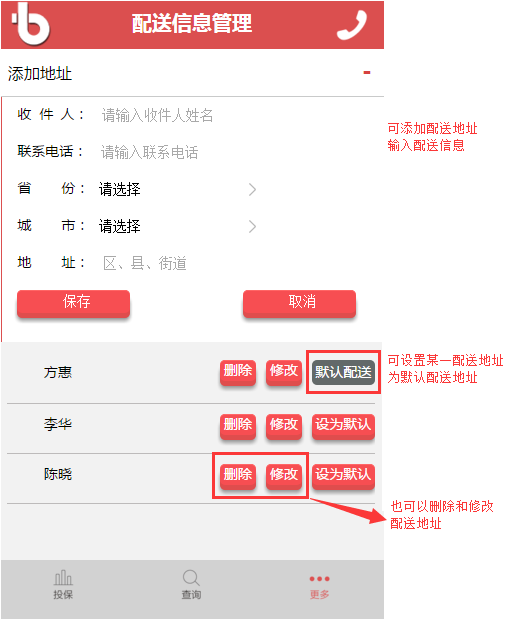 配送信息管理
添加地址
收 件 人： 请输入收件人姓名
可添加配送地址
输入配送信息
联系电话： 请输入联系电话
省 份： 请选择
城 市： 请选择
地 址： 区、县、街道
保存 取消
可设置某一配送地址
为默认配送地址
方惠 删除 修改 默认配送
李华 删除 修改 设为默认
陈晓 删除 修改 设为默认
也可以删除和修改
配送地址
投保 查询 更多